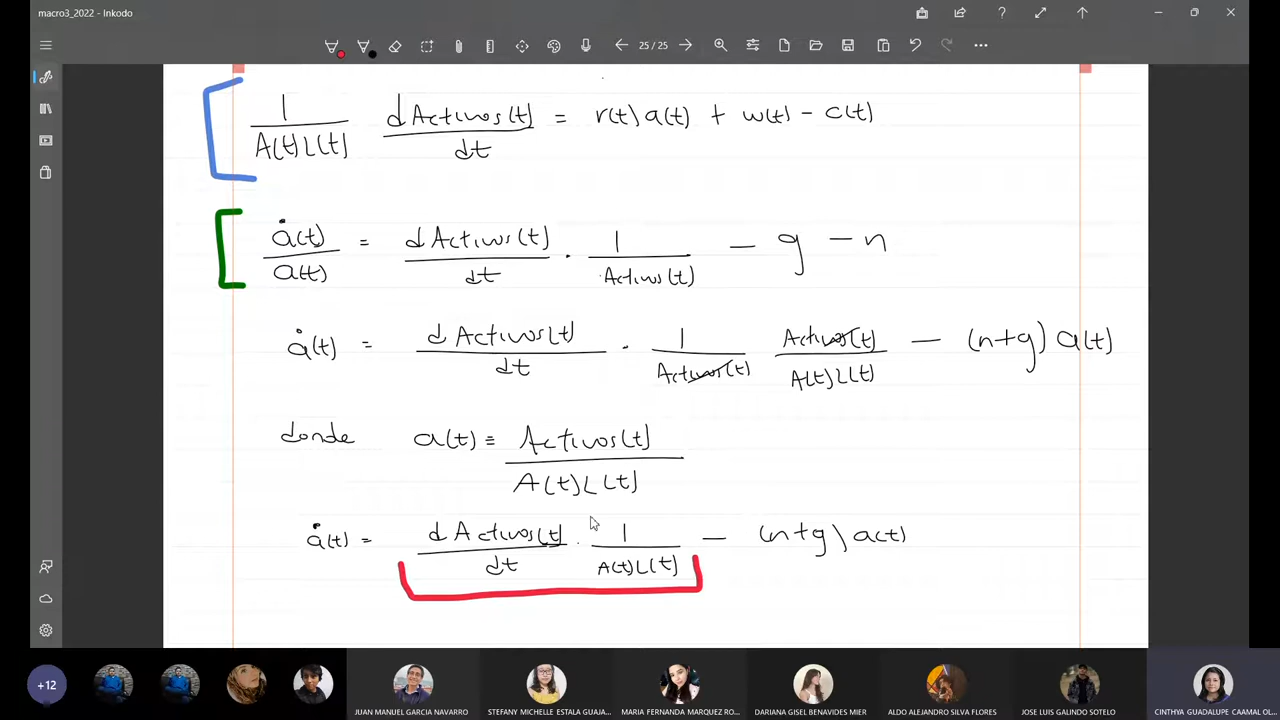 macro3_2022 - Inkodo
25 / 25
1/(A(t)L(t)) dActivos(t)/dt = r(t)a(t) + w(t) - c(t)
ȧ(t)/a(t) = dActivos(t)/dt · 1/Activos(t) - g - n
ȧ(t) = dActivos(t)/dt · 1/Activos(t) Activos(t)/(A(t)L(t)) - (n+g) a(t)
donde a(t) ≡ Activos(t)/(A(t)L(t))
ȧ(t) = dActivos(t)/dt · 1/(A(t)L(t)) - (n+g) a(t)
+12
JUAN MANUEL GARCIA NAVARRO
STEFANY MICHELLE ESTALA GUAJA...
MARIA FERNANDA MARQUEZ RO...
DARIANA GISEL BENAVIDES MIER
ALDO ALEJANDRO SILVA FLORES
JOSE LUIS GALINDO SOTELO
CINTHYA GUADALUPE CAAMAL OL...